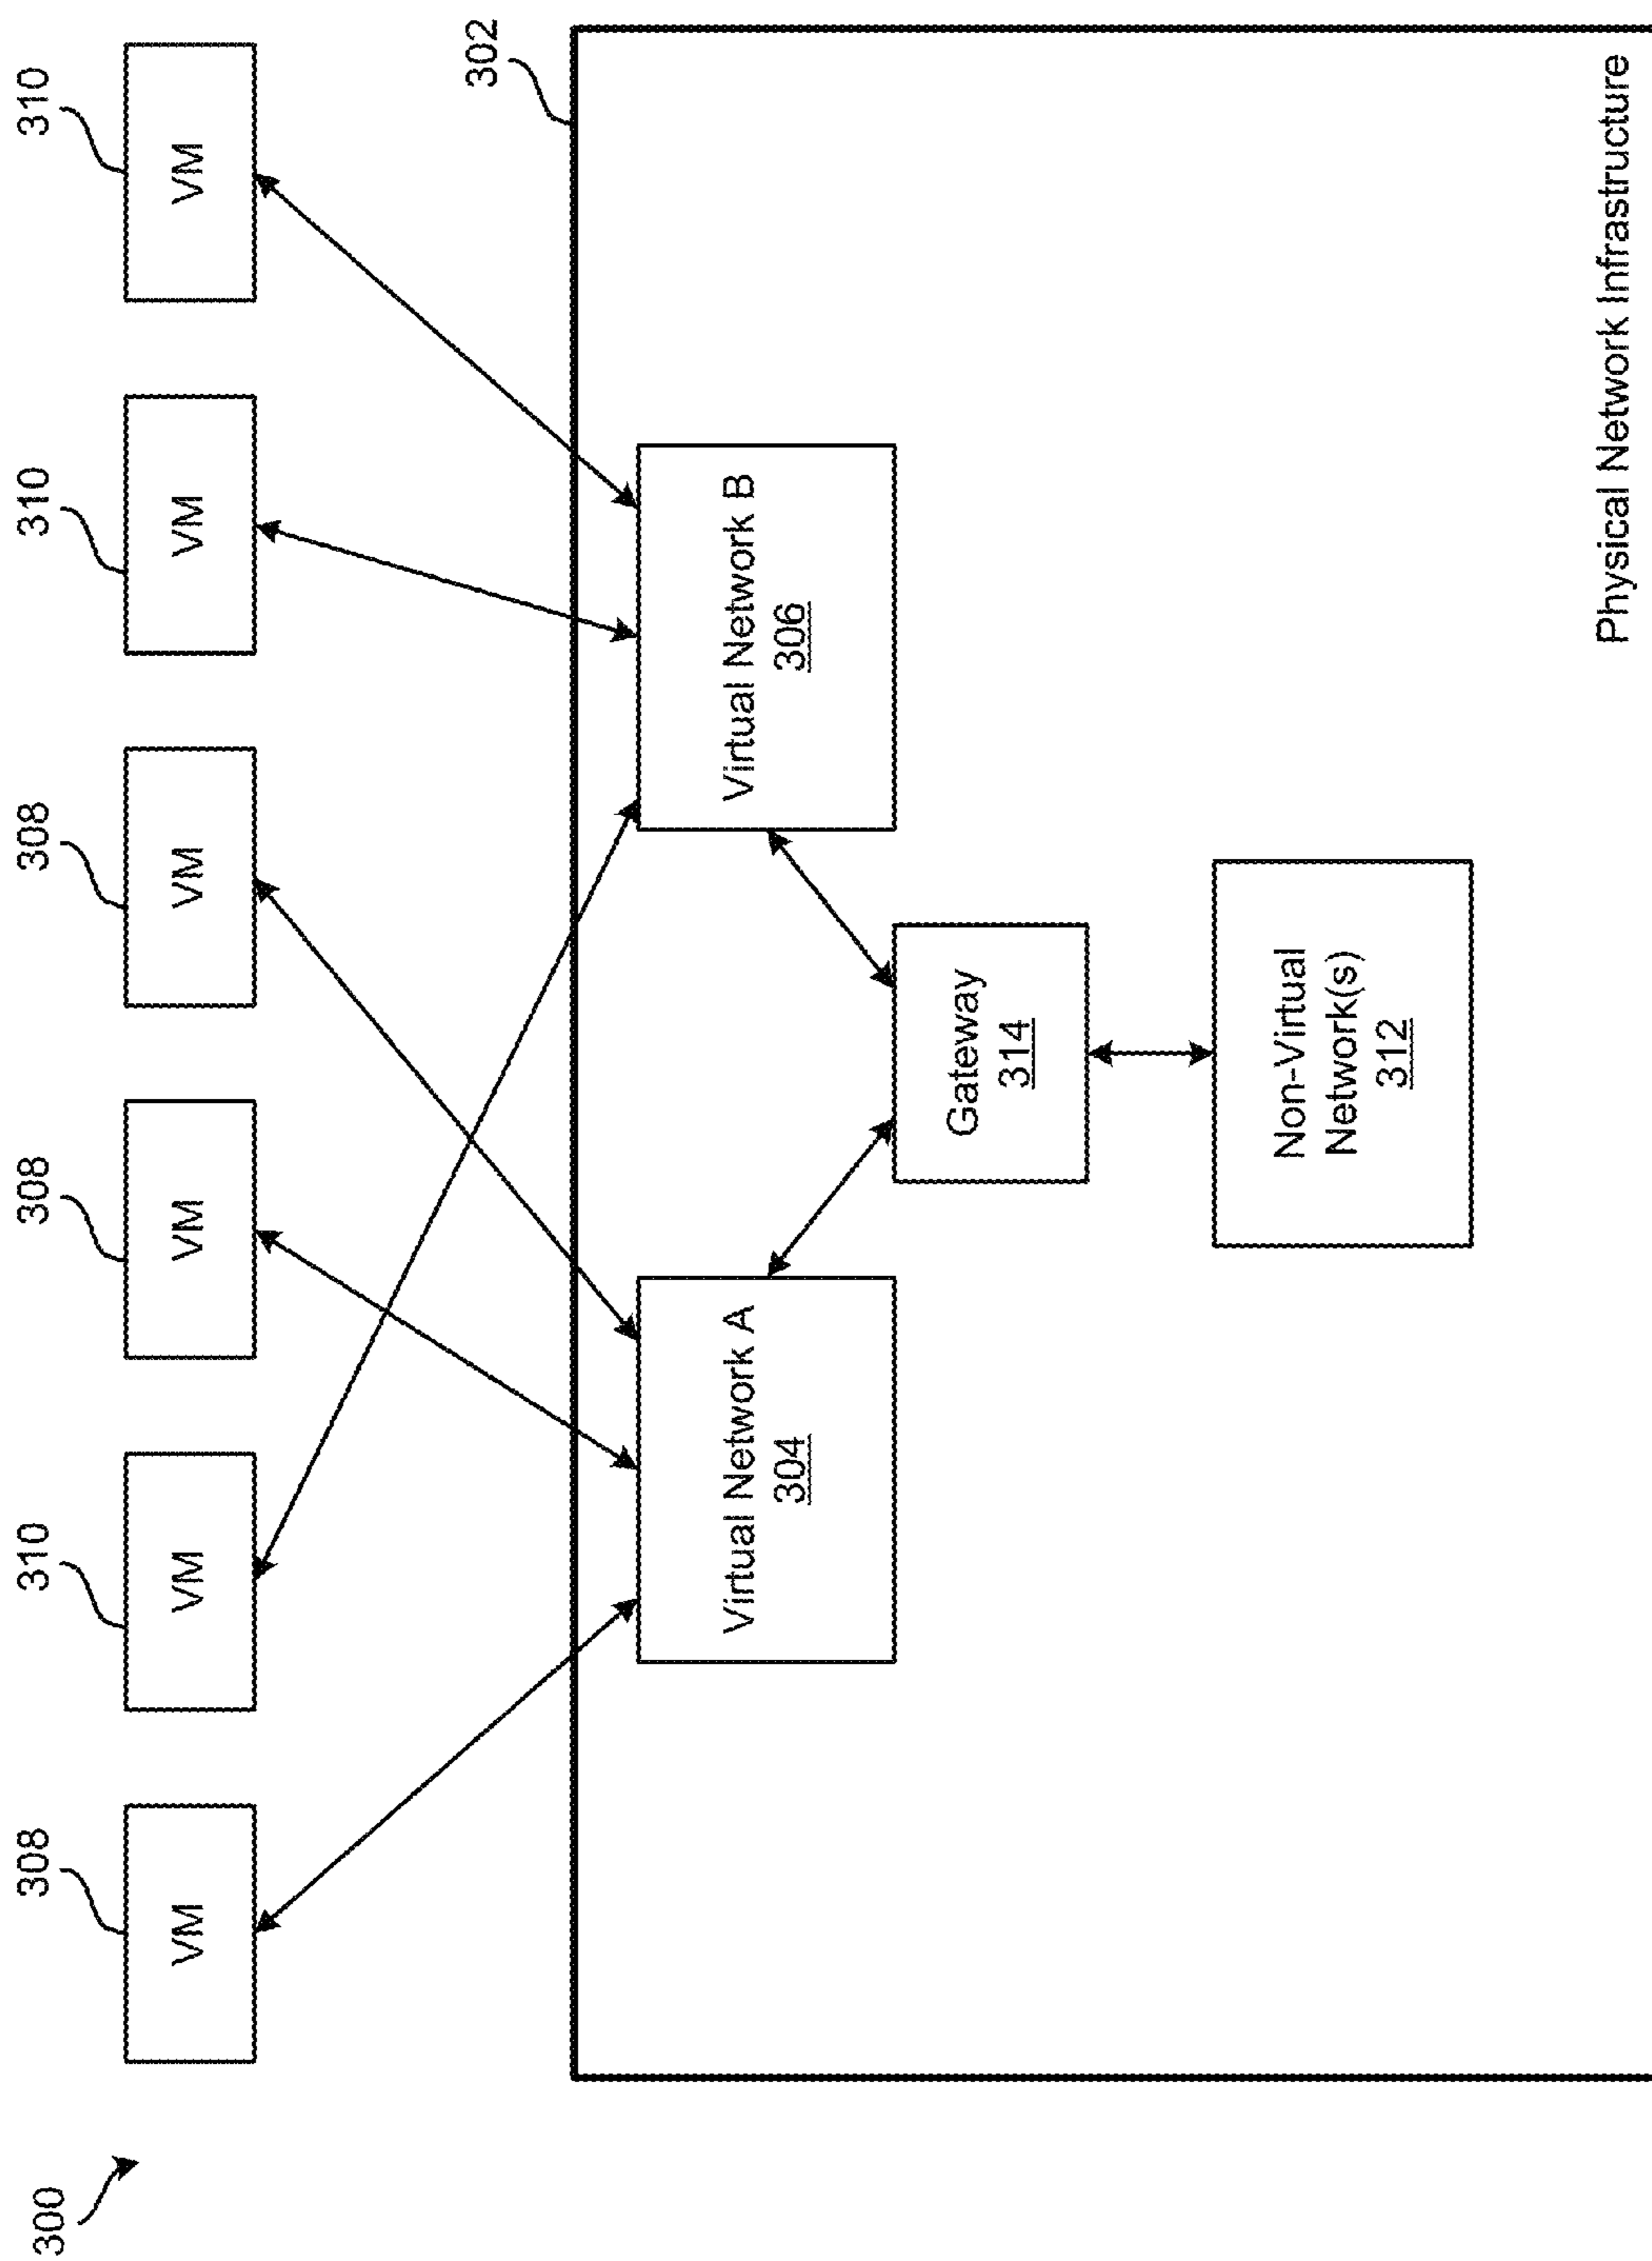 300
308
310
308
308
310
310
VM
VM
VM
VM
VM
VM
302
Virtual Network A
304
Virtual Network B
306
Gateway
314
Non-Virtual
Network(s)
312
Physical Network Infrastructure